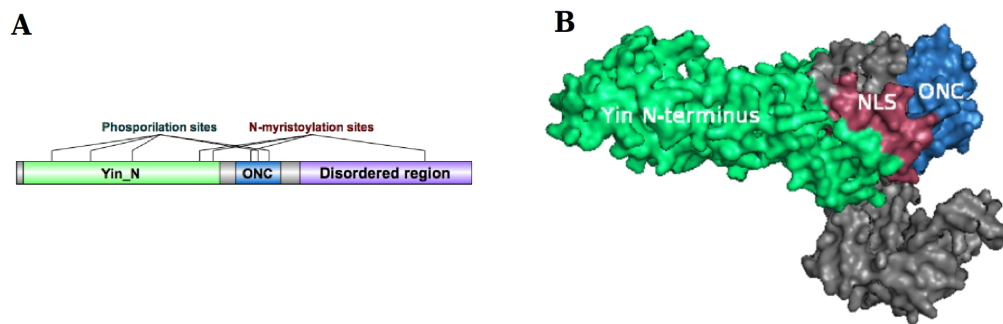 A
Phosporilation sites
N-myristoylation sites
Yin_N
ONC
Disordered region
B
Yin N-terminus
NLS
ONC